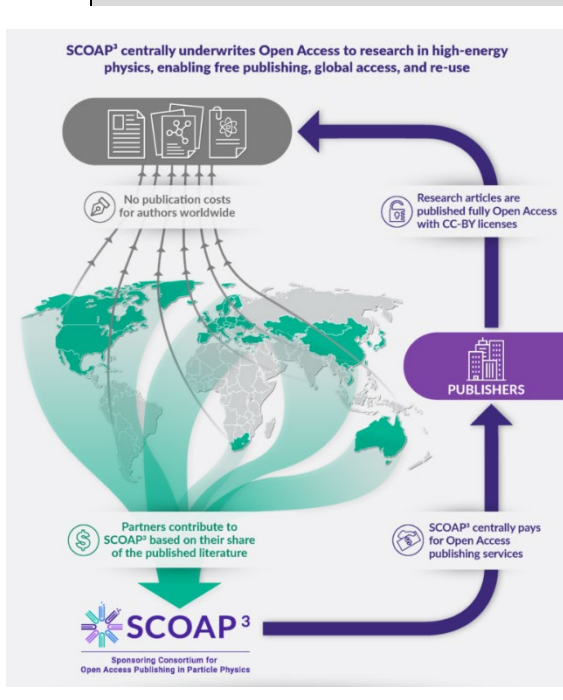 SCOAP³ centrally underwrites Open Access to research in high-energy
physics, enabling free publishing, global access, and re-use
No publication costs
for authors worldwide
Research articles are
published fully Open Access
with CC-BY licenses
PUBLISHERS
Partners contribute to
SCOAP³ based on their share
of the published literature
SCOAP³ centrally pays
for Open Access
publishing services
SCOAP³
Sponsoring Consortium for
Open Access Publishing in Particle Physics